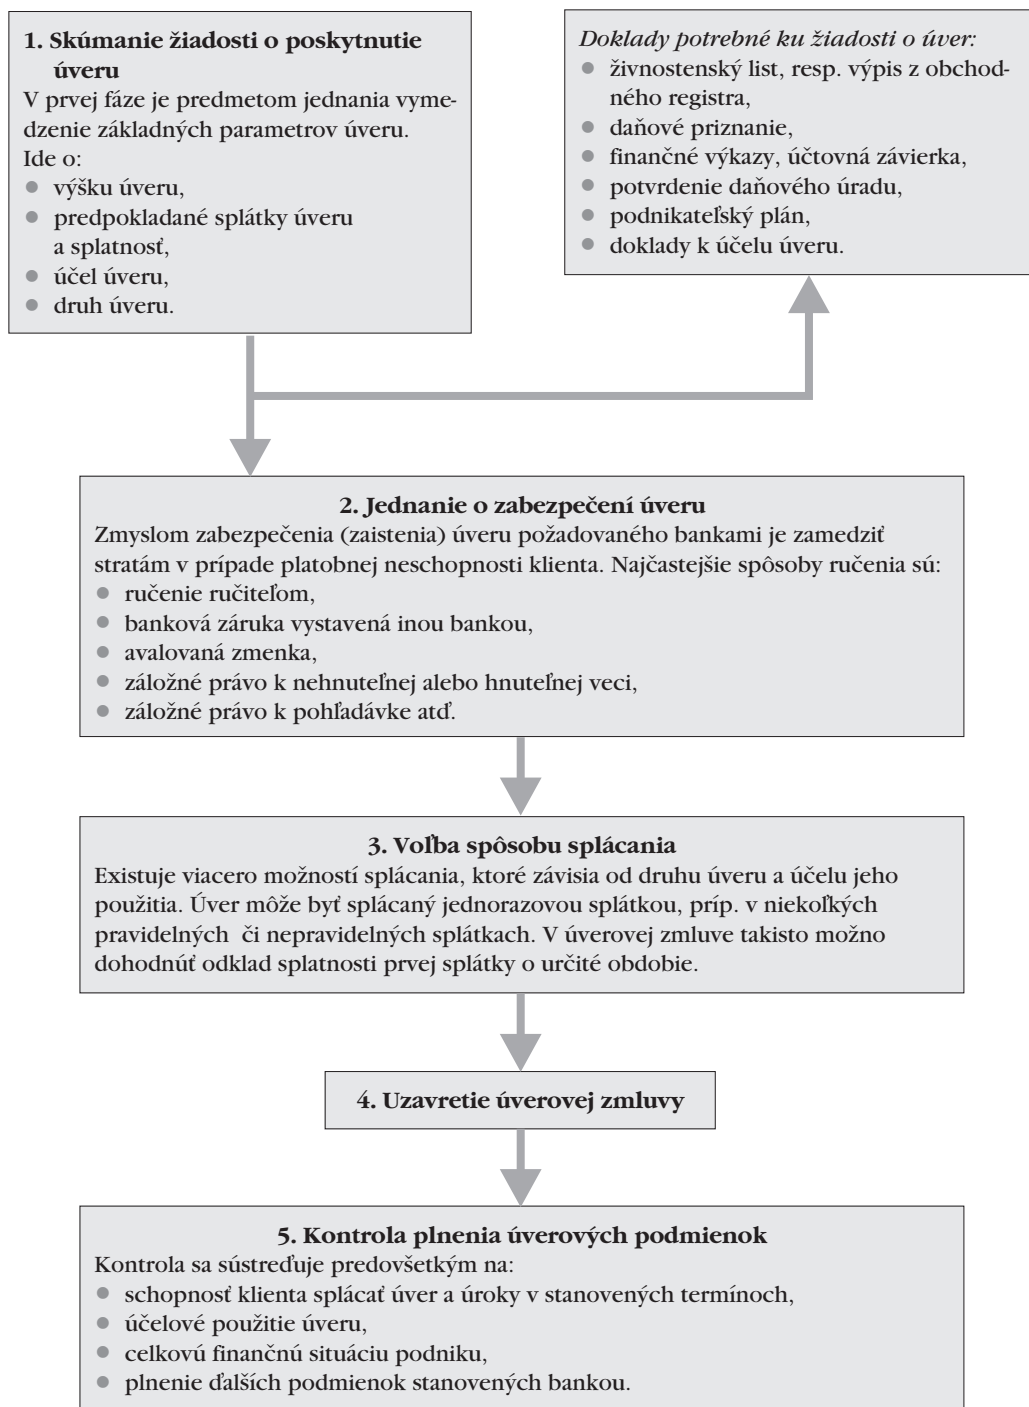 1. Skúmanie žiadosti o poskytnutie
úveru
V prvej fáze je predmetom jednania vyme-
dzenie základných parametrov úveru.
Ide o:
● výšku úveru,
● predpokladané splátky úveru
a splatnosť,
● účel úveru,
● druh úveru.
Doklady potrebné ku žiadosti o úver:
● živnostenský list, resp. výpis z obchod-
ného registra,
● daňové priznanie,
● finančné výkazy, účtovná závierka,
● potvrdenie daňového úradu,
● podnikateľský plán,
● doklady k účelu úveru.
2. Jednanie o zabezpečení úveru
Zmyslom zabezpečenia (zaistenia) úveru požadovaného bankami je zamedziť
stratám v prípade platobnej neschopnosti klienta. Najčastejšie spôsoby ručenia sú:
● ručenie ručiteľom,
● banková záruka vystavená inou bankou,
● avalovaná zmenka,
● záložné právo k nehnuteľnej alebo hnuteľnej veci,
● záložné právo k pohľadávke atď.
3. Voľba spôsobu splácania
Existuje viacero možností splácania, ktoré závisia od druhu úveru a účelu jeho
použitia. Úver môže byť splácaný jednorazovou splátkou, príp. v niekoľkých
pravidelných či nepravidelných splátkach. V úverovej zmluve takisto možno
dohodnúť odklad splatnosti prvej splátky o určité obdobie.
4. Uzavretie úverovej zmluvy
5. Kontrola plnenia úverových podmienok
Kontrola sa sústreďuje predovšetkým na:
● schopnosť klienta splácať úver a úroky v stanovených termínoch,
● účelové použitie úveru,
● celkovú finančnú situáciu podniku,
● plnenie ďalších podmienok stanovených bankou.